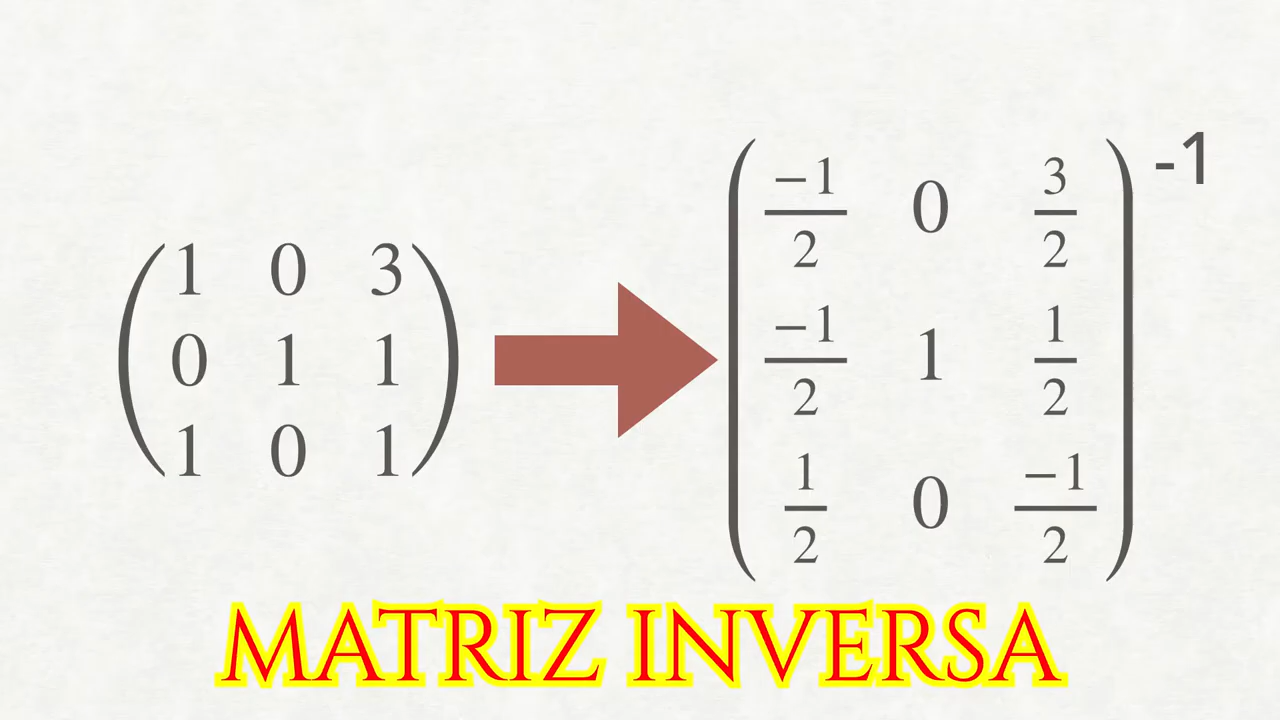 1 0 3
0 1 1
1 0 1
-1/2 0 3/2 -1
-1/2 1 1/2
1/2 0 -1/2
MATRIZ INVERSA